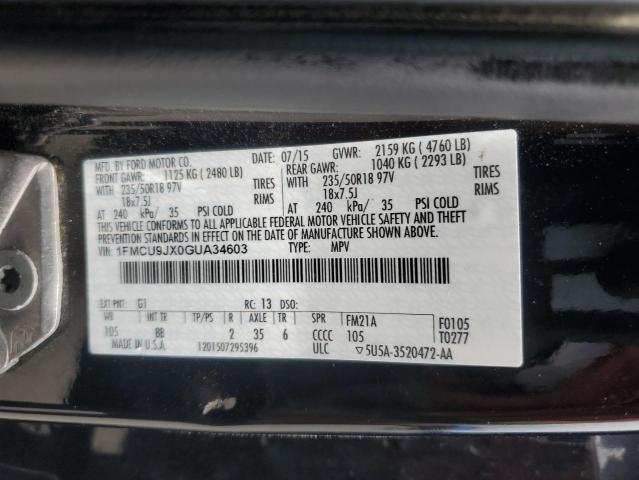 MFD. BY FORD MOTOR CO.
DATE: 07/15 GVWR: 2159 KG ( 4760 LB)
FRONT GAWR: 1125 KG ( 2480 LB)
REAR GAWR: 1040 KG ( 2293 LB)
WITH 235/50R18 97V TIRES
WITH 235/50R18 97V TIRES
18x7.5J RIMS
18x7.5J RIMS
AT 240 kPa/ 35 PSI COLD
AT 240 kPa/ 35 PSI COLD
THIS VEHICLE CONFORMS TO ALL APPLICABLE FEDERAL MOTOR VEHICLE SAFETY AND THEFT
PREVENTION STANDARDS IN EFFECT ON THE DATE OF MANUFACTURE SHOWN ABOVE.
VIN: 1FMCU9JX0GUA34603 TYPE: MPV
EXT PNT: G1 RC: 13 DSO:
WB INT TR TP/PS R AXLE TR SPR FM21A F0105
105 BB 2 35 6 CCCC 105 T0277
MADE IN U.S.A. 1201507295396 ULC ▽5U5A-3520472-AA